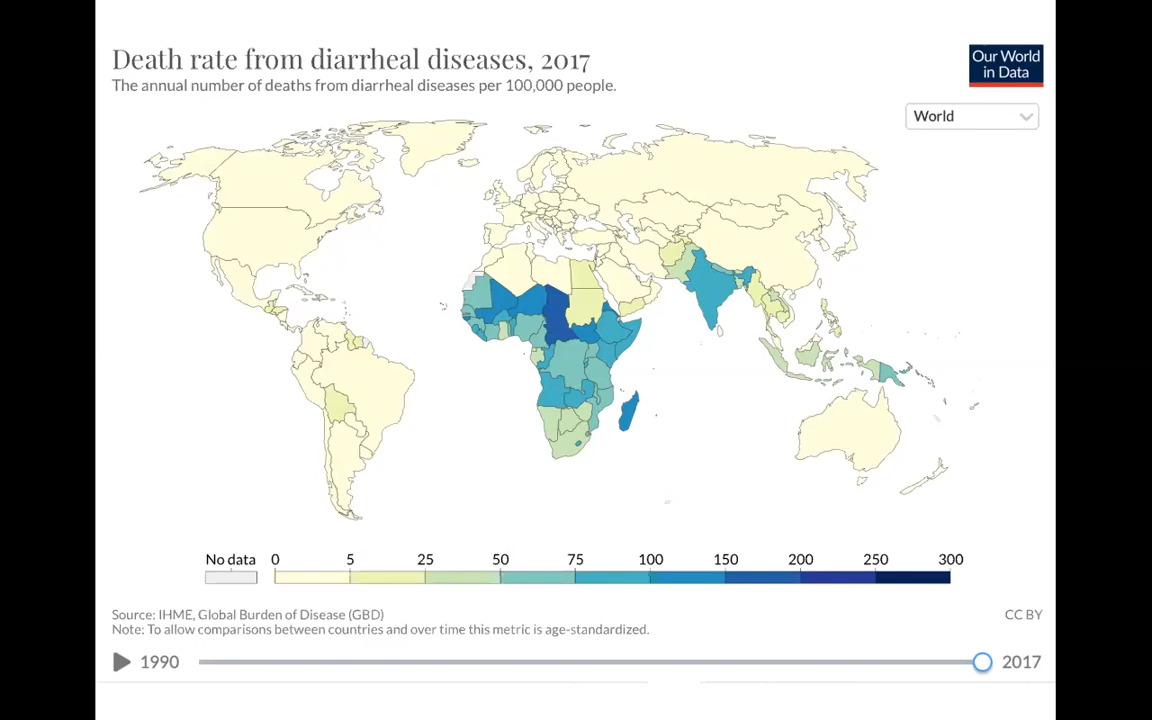 Death rate from diarrheal diseases, 2017
The annual number of deaths from diarrheal diseases per 100,000 people.
Our World
in Data
World
No data 0 5 25 50 75 100 150 200 250 300
Source: IHME, Global Burden of Disease (GBD)
CC BY
Note: To allow comparisons between countries and over time this metric is age-standardized.
1990 2017